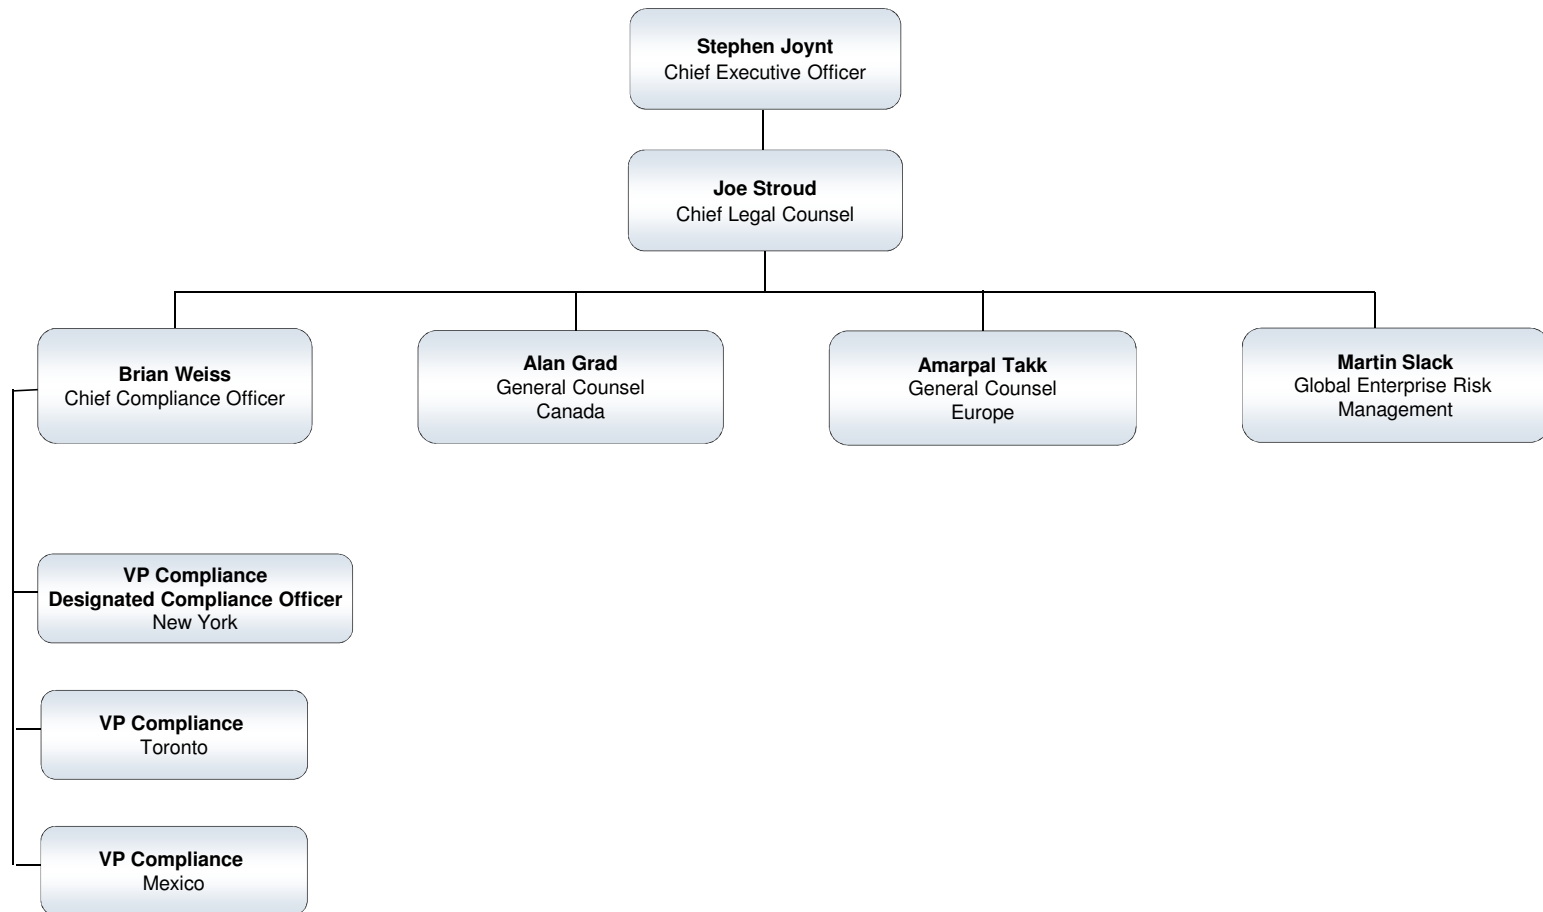 Stephen Joynt
Chief Executive Officer
Joe Stroud
Chief Legal Counsel
Brian Weiss
Chief Compliance Officer
Alan Grad
General Counsel
Canada
Amarpal Takk
General Counsel
Europe
Martin Slack
Global Enterprise Risk
Management
VP Compliance
Designated Compliance Officer
New York
VP Compliance
Toronto
VP Compliance
Mexico